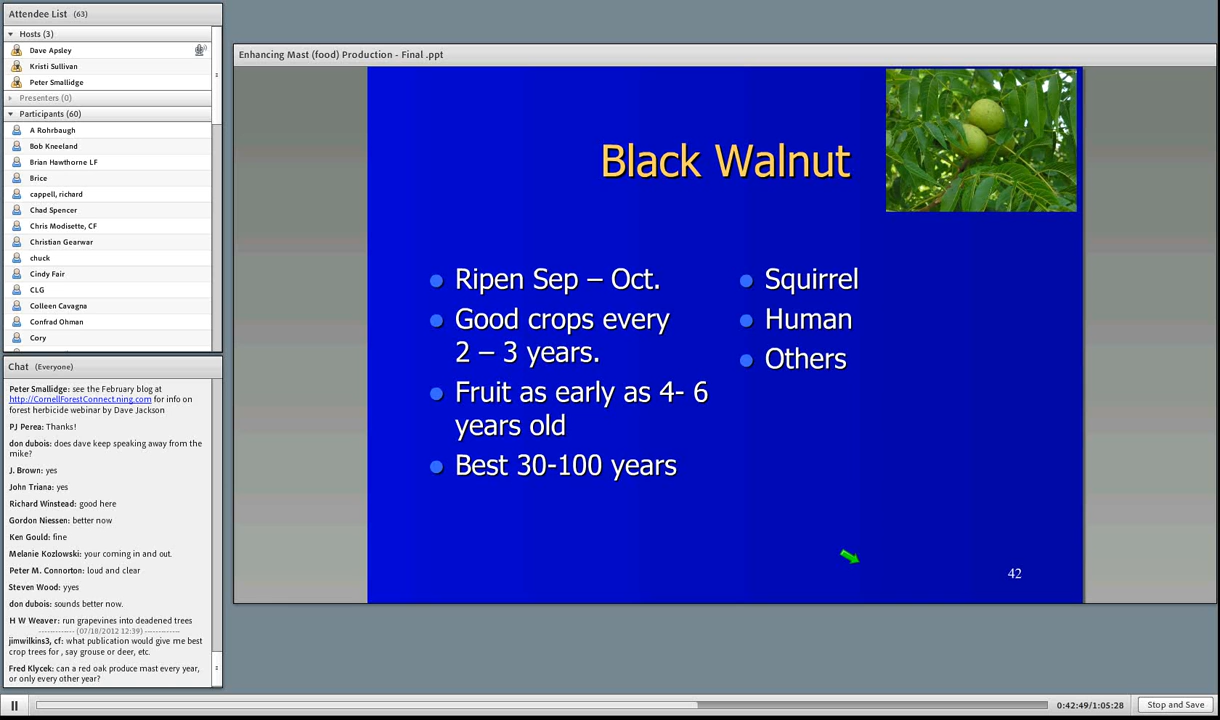 Attendee List (63)
Hosts (3)
Dave Apsley
Kristi Sullivan
Peter Smallidge
Presenters (0)
Participants (60)
A Rohrbaugh
Bob Kneeland
Brian Hawthorne LF
Brice
cappell, richard
Chad Spencer
Chris Modisette, CF
Christian Gearwar
chuck
Cindy Fair
CLG
Colleen Cavagna
Confrad Ohman
Cory
Chat (Everyone)
Peter Smallidge: see the February blog at
http://CornellForestConnect.ning.com for info on
forest herbicide webinar by Dave Jackson
PJ Perea: Thanks!
don dubois: does dave keep speaking away from the
mike?
J. Brown: yes
John Triana: yes
Richard Winstead: good here
Gordon Niessen: better now
Ken Gould: fine
Melanie Kozlowski: your coming in and out.
Peter M. Connorton: loud and clear
Steven Wood: yyes
don dubois: sounds better now.
H W Weaver: run grapevines into deadened trees
------------- (07/18/2012 12:39) -------------
jimwilkins3, cf: what publication would give me best
crop trees for , say grouse or deer, etc.
Fred Klycek: can a red oak produce mast every year,
or only every other year?
Enhancing Mast (food) Production - Final .ppt
Black Walnut
Ripen Sep – Oct.
Good crops every
2 – 3 years.
Fruit as early as 4- 6
years old
Best 30-100 years
Squirrel
Human
Others
42
0:42:49/1:05:28
Stop and Save